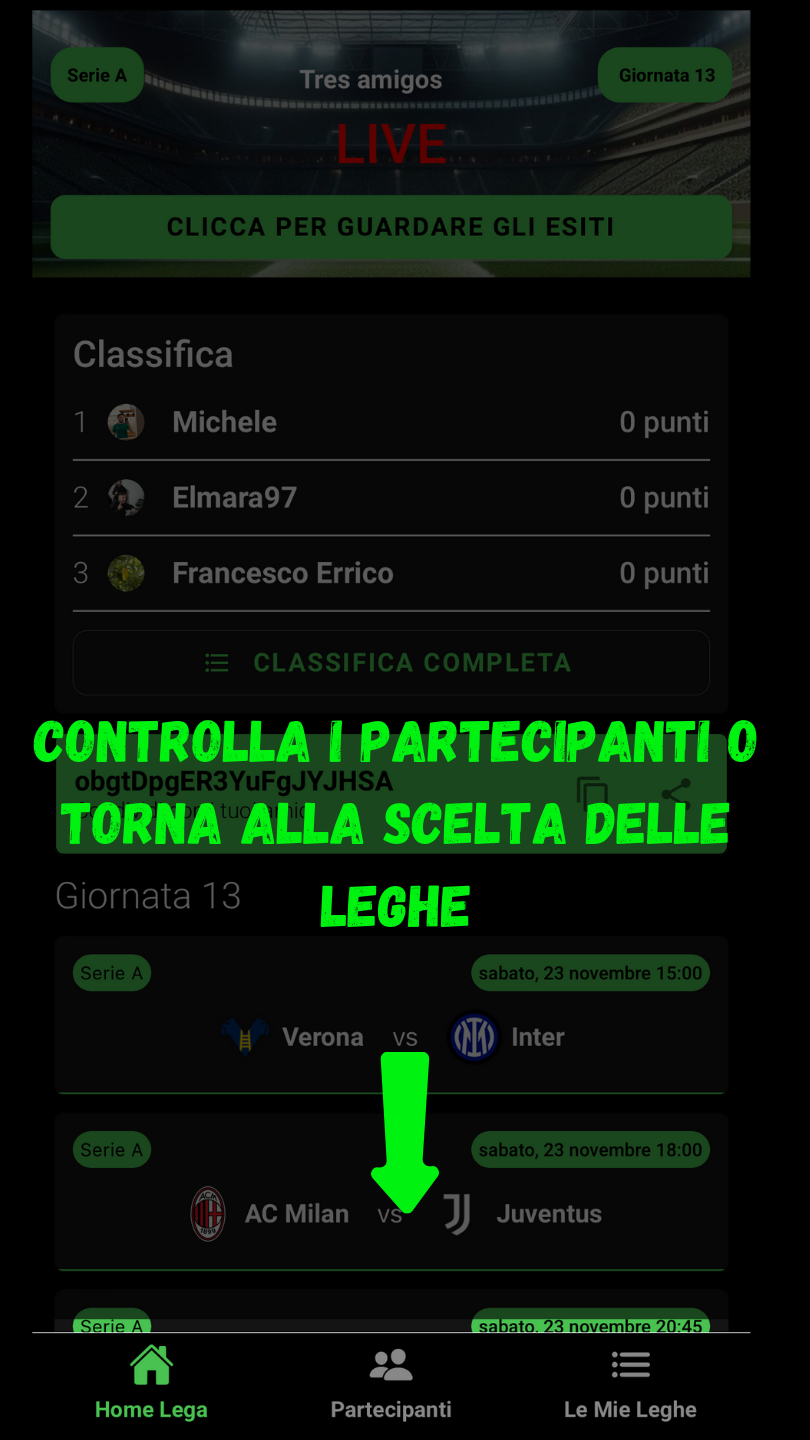 Serie A
Tres amigos
Giornata 13
LIVE
CLICCA PER GUARDARE GLI ESITI
Classifica
1 Michele 0 punti
2 Elmara97 0 punti
3 Francesco Errico 0 punti
CLASSIFICA COMPLETA
CONTROLLA I PARTECIPANTI O
obgtDpgER3YuFgJYJHSA
TORNA ALLA SCELTA DELLE
LEGHE
Giornata 13
Serie A
sabato, 23 novembre 15:00
Verona vs Inter
Serie A
sabato, 23 novembre 18:00
AC Milan vs Juventus
Serie A
sabato, 23 novembre 20:45
Home Lega
Partecipanti
Le Mie Leghe